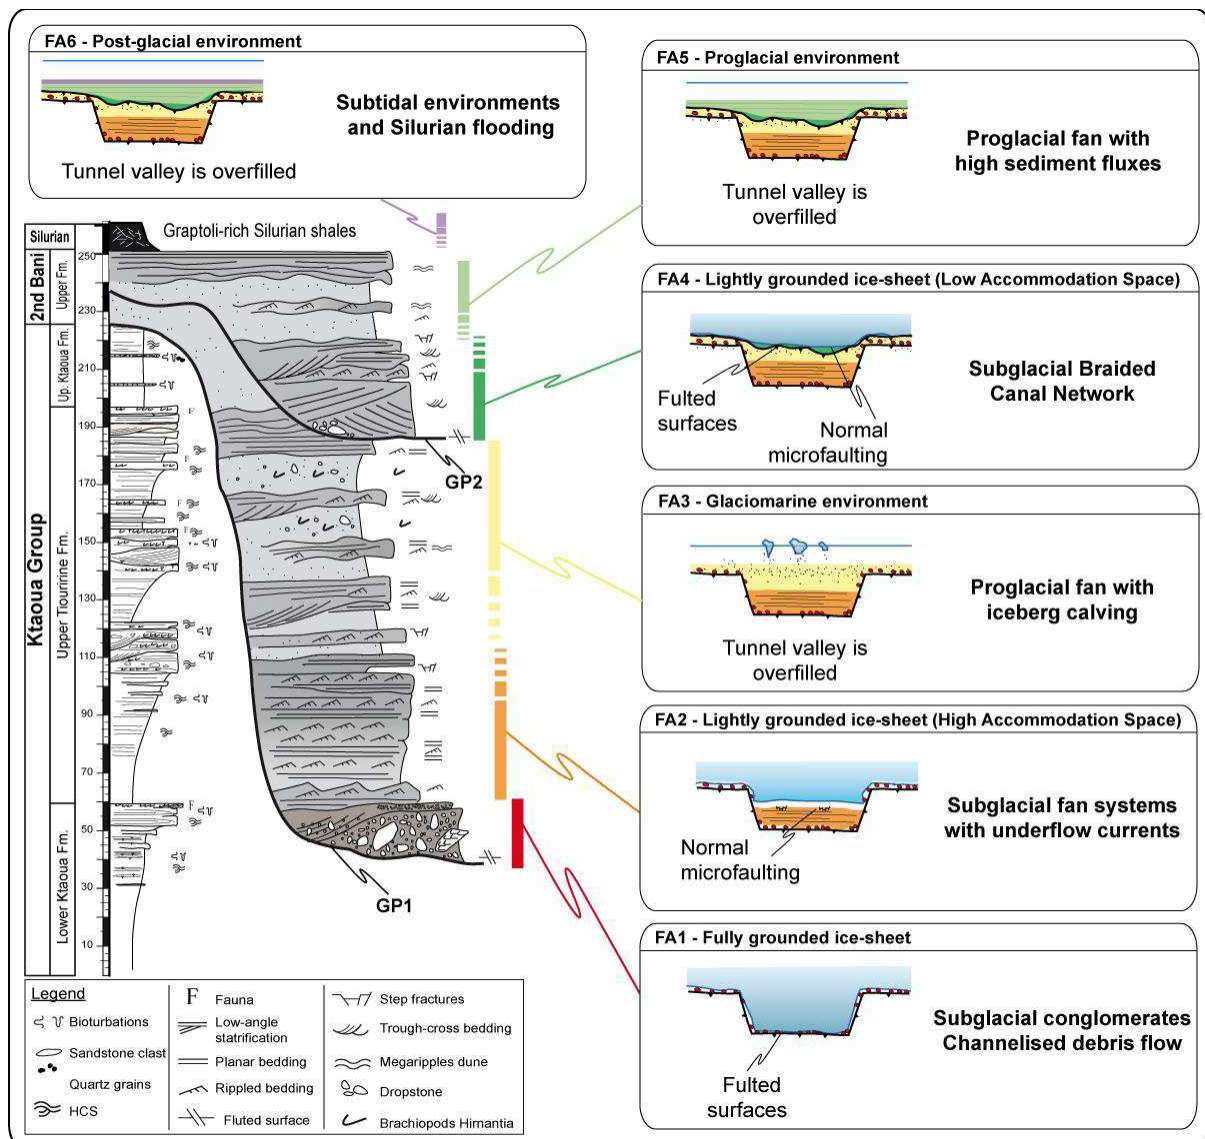 FA6 - Post-glacial environment
Subtidal environments
and Silurian flooding
Tunnel valley is overfilled
FA5 - Proglacial environment
Proglacial fan with
high sediment fluxes
Tunnel valley is
overfilled
FA4 - Lightly grounded ice-sheet (Low Accommodation Space)
Subglacial Braided
Canal Network
Fulted
surfaces
Normal
microfaulting
FA3 - Glaciomarine environment
Proglacial fan with
iceberg calving
Tunnel valley is
overfilled
FA2 - Lightly grounded ice-sheet (High Accommodation Space)
Subglacial fan systems
with underflow currents
Normal
microfaulting
FA1 - Fully grounded ice-sheet
Subglacial conglomerates
Channelised debris flow
Fulted
surfaces
Silurian
Graptoli-rich Silurian shales
2nd Bani
Upper Fm.
Ktaoua Group
Up. Ktaoua Fm.
Upper Tiouririne Fm.
Lower Ktaoua Fm.
250
230
210
190
170
150
130
110
90
70
50
30
10
F
F
F
F
F
GP2
GP1
Legend
Bioturbations
Sandstone clast
Quartz grains
HCS
F Fauna
Low-angle
statrification
Planar bedding
Rippled bedding
Fluted surface
Step fractures
Trough-cross bedding
Megaripples dune
Dropstone
Brachiopods Hirnantia